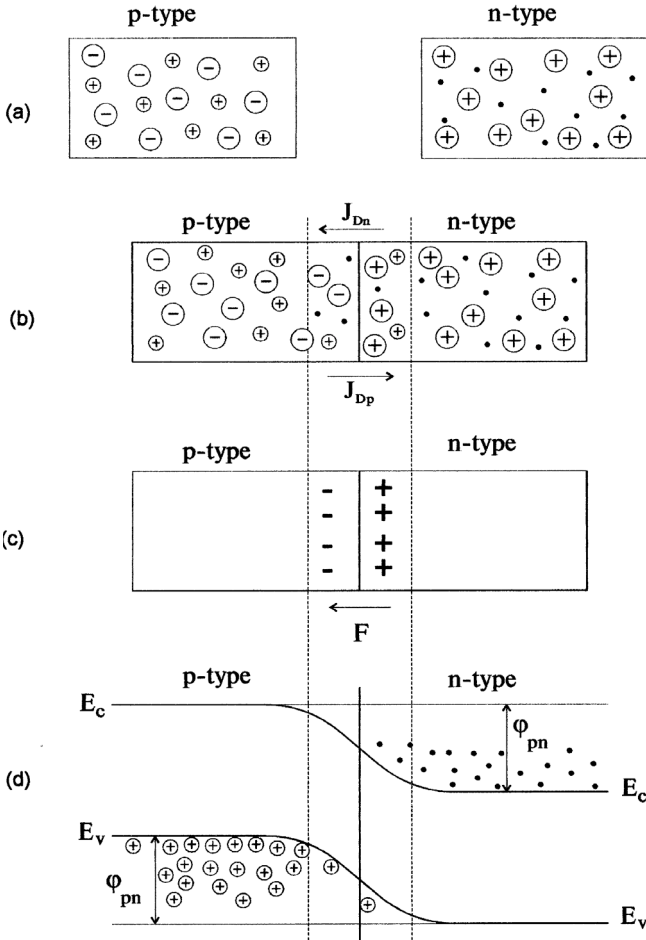 p-type n-type
(a)
p-type J_Dn n-type
(b)
J_Dp
p-type n-type
(c)
F
p-type n-type
E_c
φ_pn
(d)
E_c
E_v
φ_pn
E_v